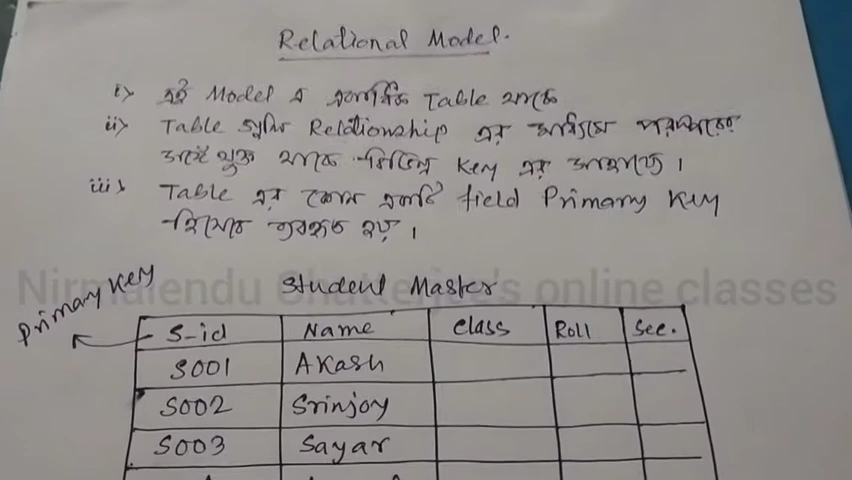 Relational Model.
i> এই Model এ একাধিক Table থাকে
ii> Table গুলি Relationship এর মাধ্যমে পরস্পরের
সাথে যুক্ত থাকে বিভিন্ন Key এর সাহায্যে।
iii> Table এর কোন একটি field Primary Key
হিসেবে ব্যবহৃত হয়।
Nirmalendu Chatterjee's online classes
Primary Key
Student Master
S-id Name Class Roll Sec.
S001 Akash
S002 Srinjoy
S003 Sayar